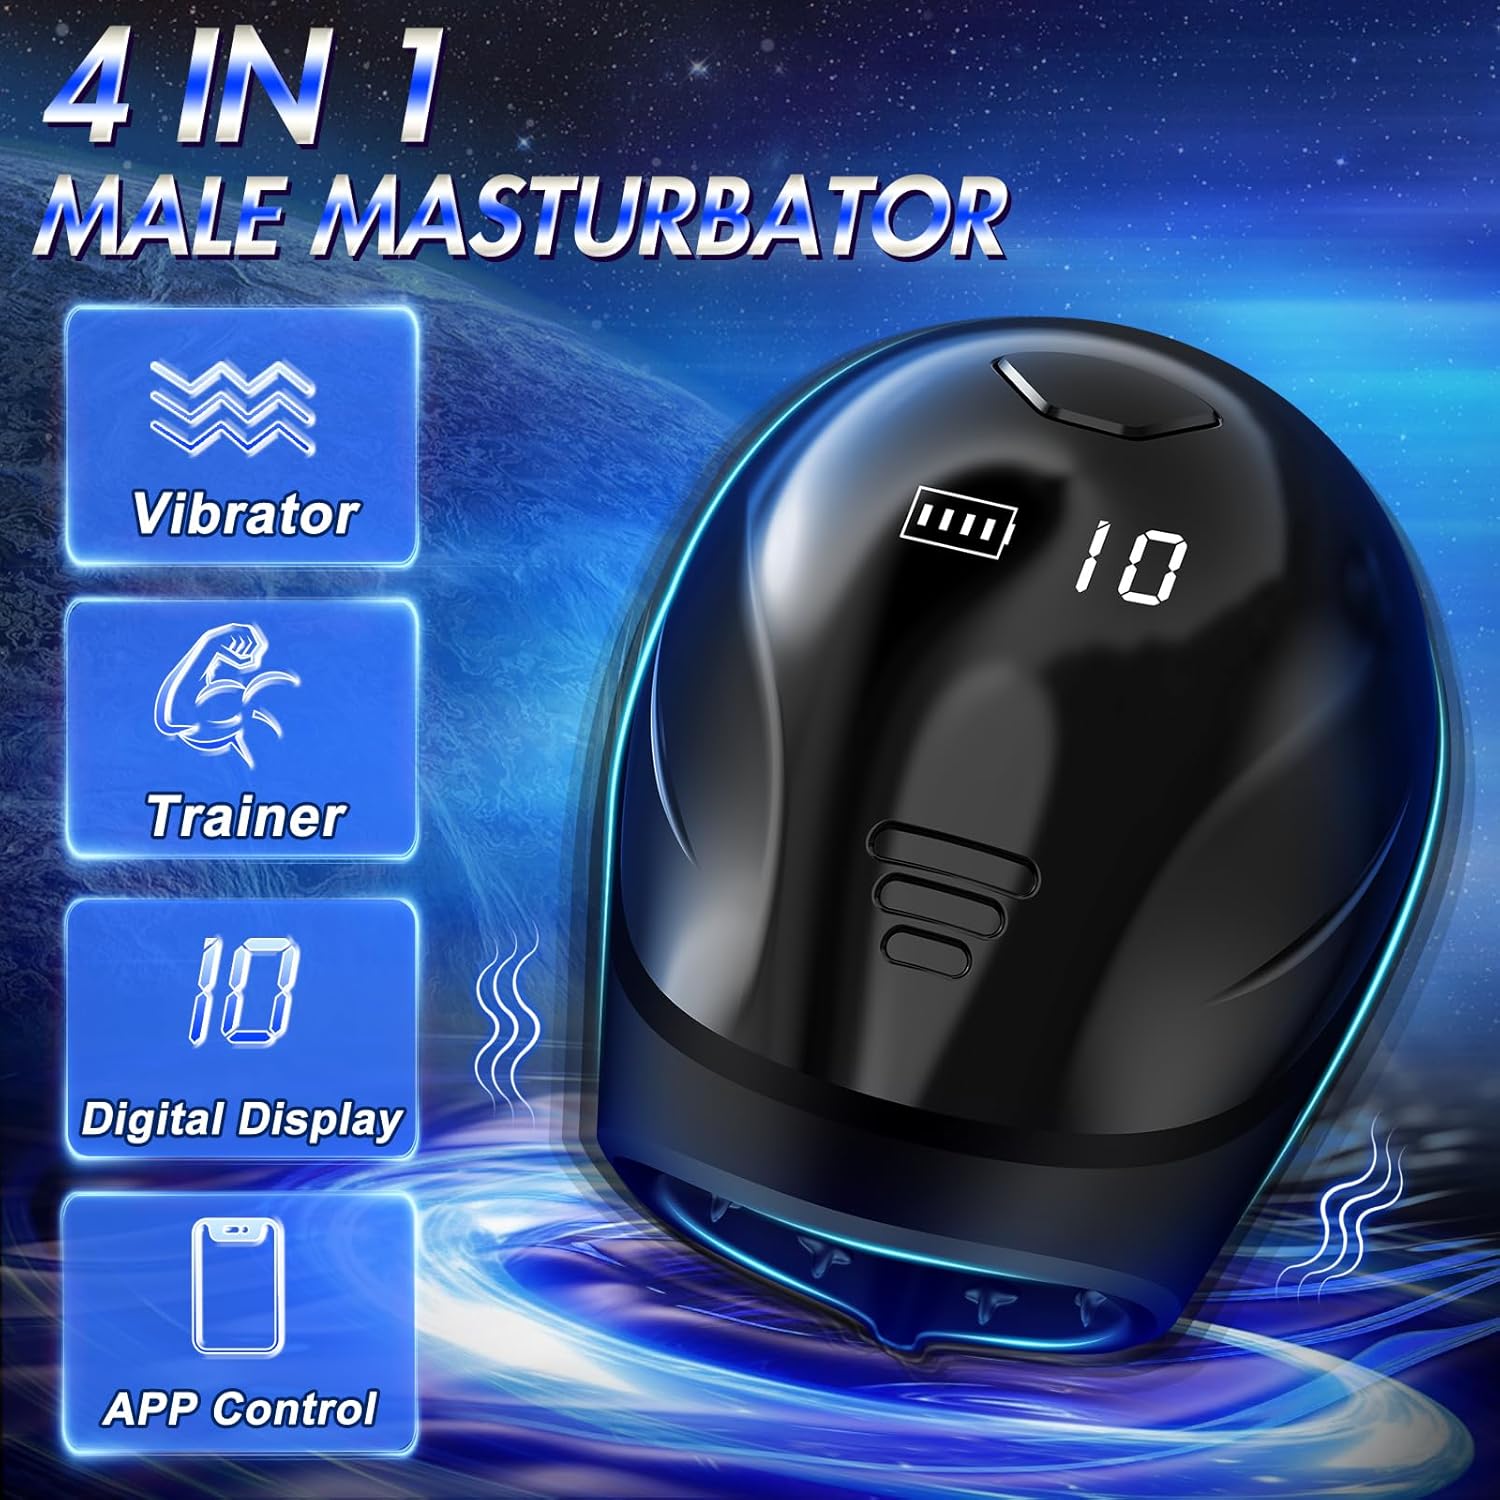 4 IN 1
MALE MASTURBATOR
Vibrator
Trainer
10
Digital Display
APP Control
10